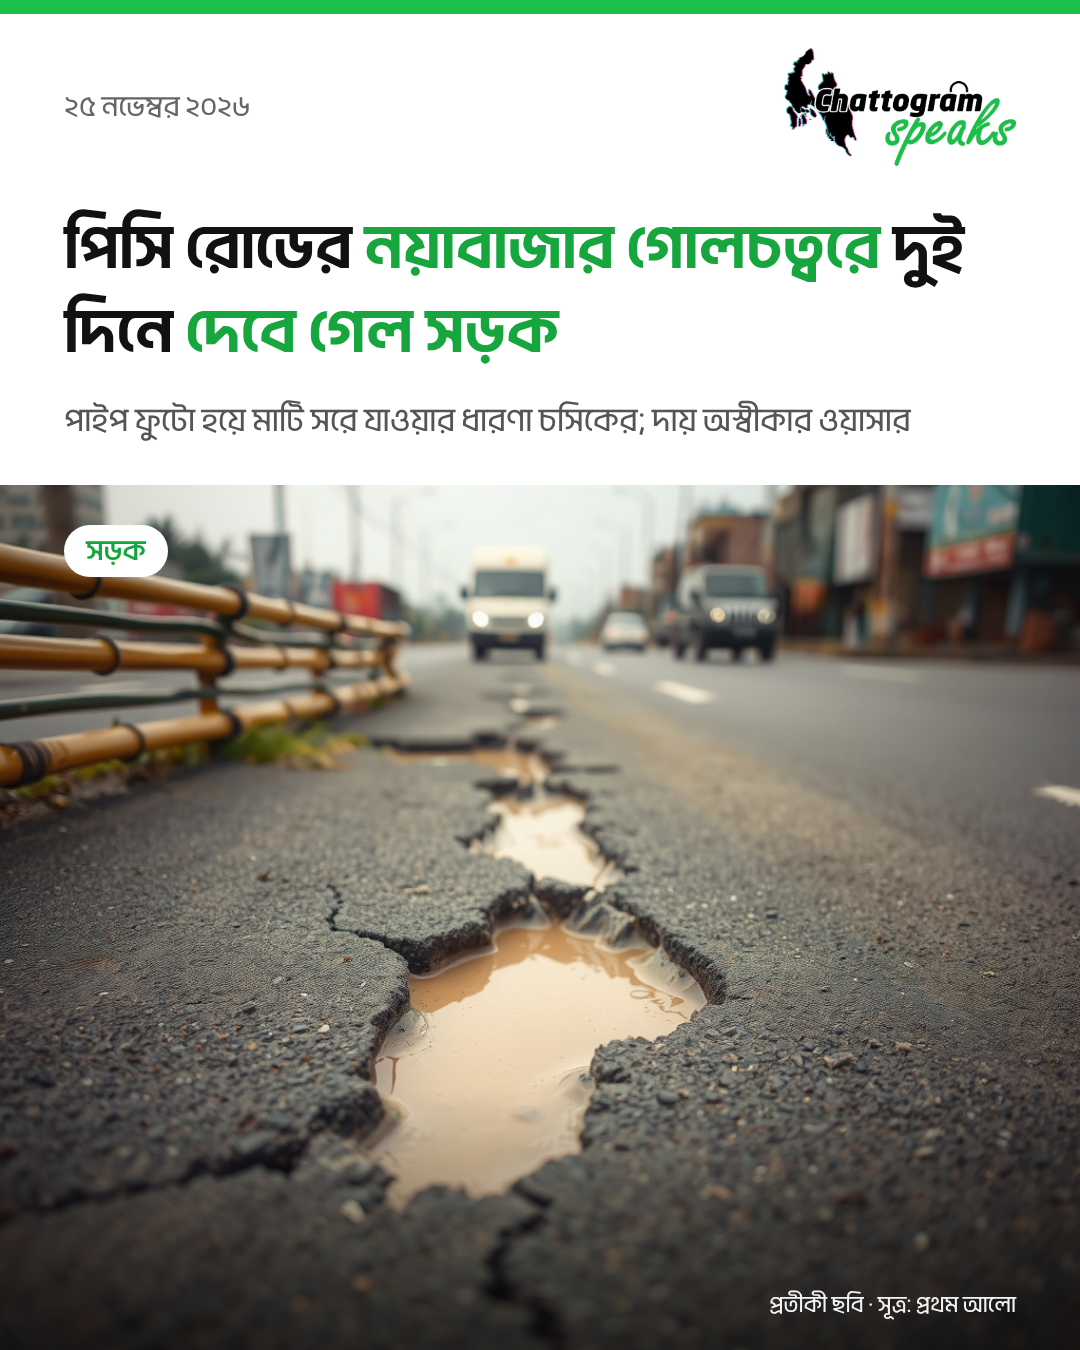 ২৫ নভেম্বর ২০২৬
Chattogram
speaks
পিসি রোডের নয়াবাজার গোলচত্বরে দুই
দিনে দেবে গেল সড়ক
পাইপ ফুটো হয়ে মাটি সরে যাওয়ার ধারণা চসিকের; দায় অস্বীকার ওয়াসার
সড়ক
প্রতীকী ছবি · সূত্র: প্রথম আলো